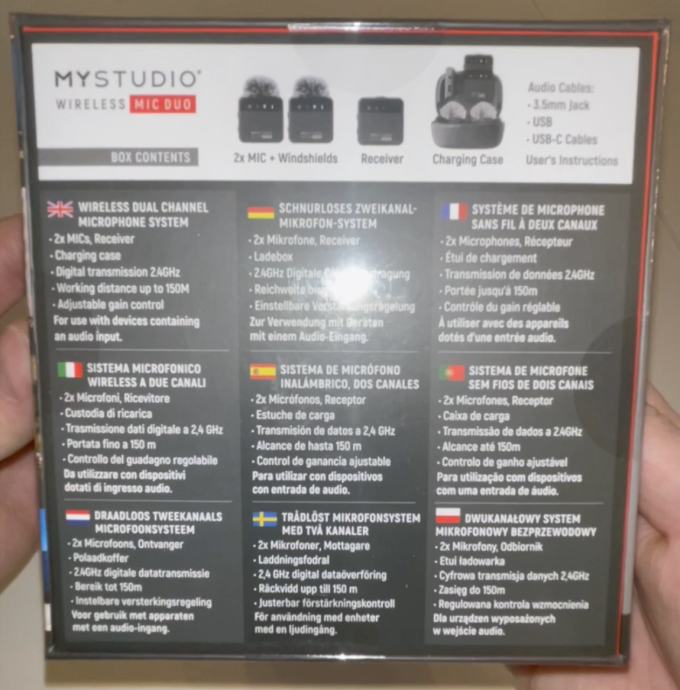 MYSTUDIO
WIRELESS MIC DUO
BOX CONTENTS
2x MIC + Windshields
Receiver
Charging Case
Audio Cables:
· 3.5mm Jack
· USB
· USB-C Cables
User's Instructions
WIRELESS DUAL CHANNEL
MICROPHONE SYSTEM
· 2x MICs, Receiver
· Charging case
· Digital transmission 2.4GHz
· Working distance up to 150M
· Adjustable gain control
For use with devices containing
an audio input.
SCHNURLOSES ZWEIKANAL-
MIKROFON-SYSTEM
· 2x Mikrofone, Receiver
· Ladebox
· 2.4GHz Digitale
· Reichweite
· Einstellbare
Zur Verwendung mit Geräten
mit einem Audio-Eingang.
SYSTÈME DE MICROPHONE
SANS FIL À DEUX CANAUX
· 2x Microphones, Récepteur
· Étui de chargement
· Transmission de données 2.4GHz
· Portée jusqu'à 150m
· Contrôle du gain réglable
À utiliser avec des appareils
dotés d'une entrée audio.
SISTEMA MICROFONICO
WIRELESS A DUE CANALI
· 2x Microfoni, Ricevitore
· Custodia di ricarica
· Trasmissione dati digitale a 2,4 GHz
· Portata fino a 150 m
· Controllo del guadagno regolabile
Da utilizzare con dispositivi
dotati di ingresso audio.
SISTEMA DE MICRÓFONO
INALÁMBRICO, DOS CANALES
· 2x Micrófonos, Receptor
· Estuche de carga
· Transmisión de datos a 2,4 GHz
· Alcance de hasta 150 m
· Control de ganancia ajustable
Para utilizar con dispositivos
con entrada de audio.
SISTEMA DE MICROFONE
SEM FIOS DE DOIS CANAIS
· 2x Microfones, Receptor
· Caixa de carga
· Transmissão de dados a 2.4GHz
· Alcance até 150m
· Controlo de ganho ajustável
Para utilização com dispositivos
com uma entrada de áudio.
DRAADLOOS TWEEKANAALS
MICROFOONSYSTEEM
· 2x Microfoons, Ontvanger
· Polaadkoffer
· 2.4GHz digitale datatransmissie
· Bereik tot 150m
· Instelbare versterkingsregeling
Voor gebruik met apparaten
met een audio-ingang.
TRÅDLÖST MIKROFONSYSTEM
MED TVÅ KANALER
· 2x Mikrofoner, Mottagare
· Laddningsfodral
· 2,4 GHz digital dataöverföring
· Räckvidd upp till 150 m
· Justerbar förstärkningskontroll
För användning med enheter
med en ljudingång.
DWUKANAŁOWY SYSTEM
MIKROFONOWY BEZPRZEWODOWY
· 2x Mikrofony, Odbiornik
· Etui ładowarka
· Cyfrowa transmisja danych 2,4GHz
· Zasięg do 150m
· Regulowana kontrola wzmocnienia
Dla urządzen wyposażonych
w wejście audio.